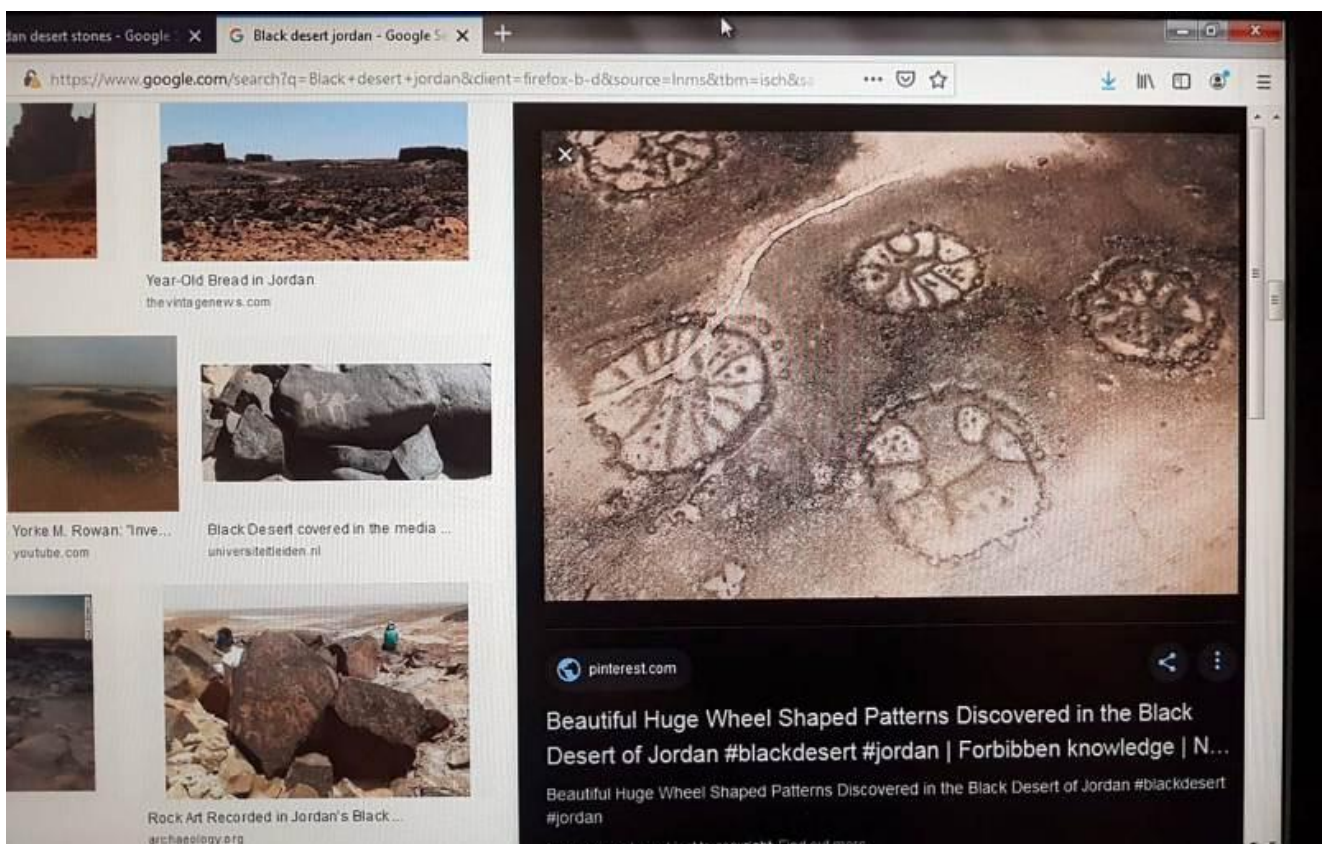 dan desert stones - Google
Black desert jordan - Google S
https://www.google.com/search?q=Black+desert+jordan&client=firefox-b-d&source=lnms&tbm=isch&sa
Year-Old Bread in Jordan
thevintagenews.com
Yorke M. Rowan: "Inve...
youtube.com
Black Desert covered in the media ...
universiteitleiden.nl
Rock Art Recorded in Jordan's Black ...
archaeology.org
pinterest.com
Beautiful Huge Wheel Shaped Patterns Discovered in the Black
Desert of Jordan #blackdesert #jordan | Forbibben knowledge | N...
Beautiful Huge Wheel Shaped Patterns Discovered in the Black Desert of Jordan #blackdesert
#jordan
copyright. Find out more